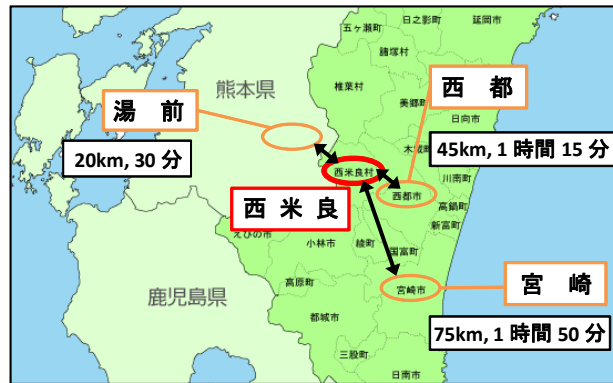 五ヶ瀬町
日之影町
延岡市
諸塚村
熊本県
椎葉村
西 都
湯 前
美郷町
日向市
20km, 30 分
木城町
45km, 1 時間 15 分
西米良村
川南町
西都市
高鍋町
西 米 良
新富町
えびの市
小林市
綾町
国富町
高原町
宮崎市
宮 崎
鹿児島県
都城市
75km, 1 時間 50 分
三股町
日南市